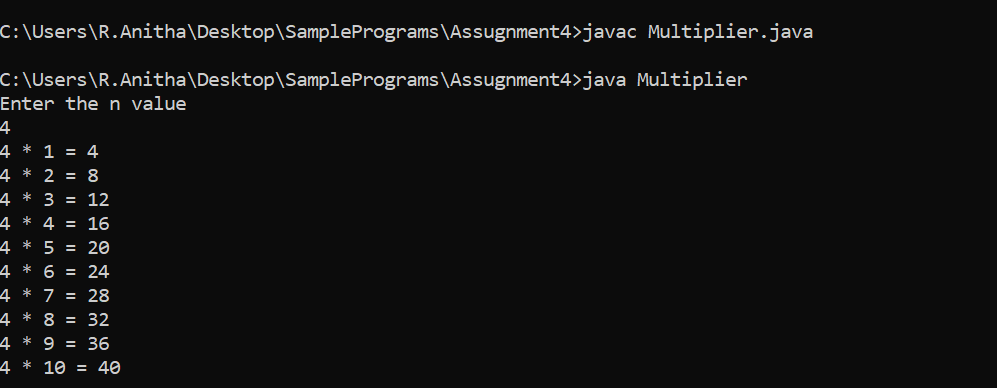 C:\Users\R.Anitha\Desktop\SamplePrograms\Assugnment4>javac Multiplier.java
C:\Users\R.Anitha\Desktop\SamplePrograms\Assugnment4>java Multiplier
Enter the n value
4
4 * 1 = 4
4 * 2 = 8
4 * 3 = 12
4 * 4 = 16
4 * 5 = 20
4 * 6 = 24
4 * 7 = 28
4 * 8 = 32
4 * 9 = 36
4 * 10 = 40